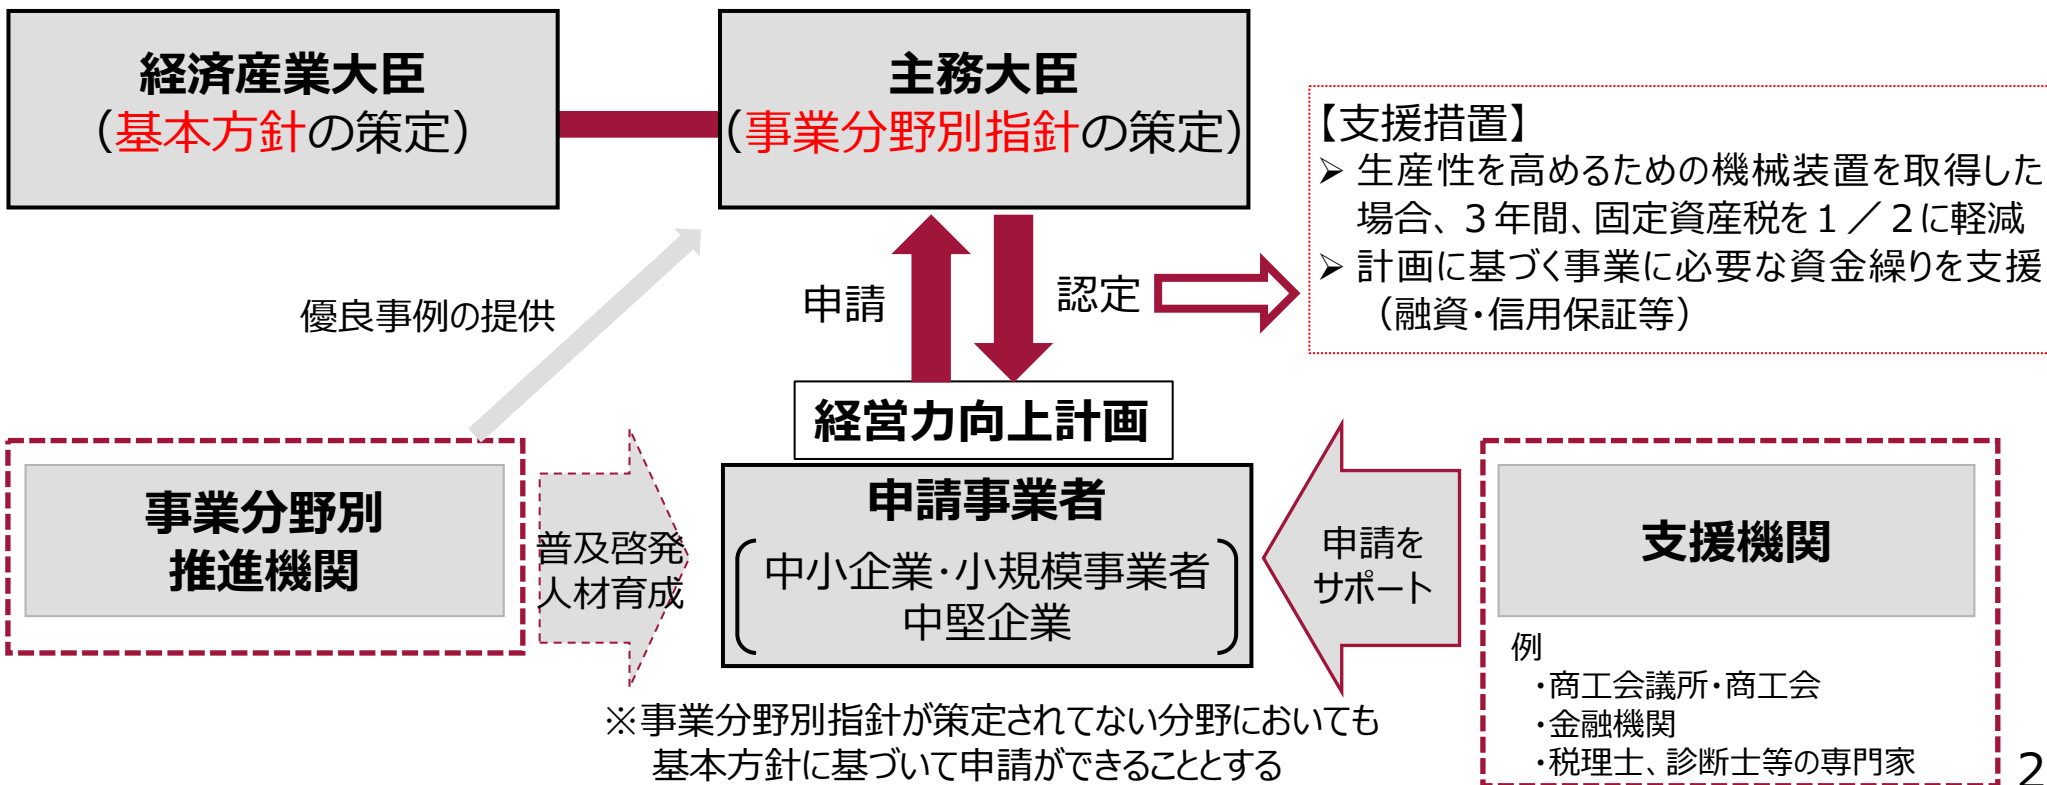 経済産業大臣
（基本方針の策定）
主務大臣
（事業分野別指針の策定）
【支援措置】
➢ 生産性を高めるための機械装置を取得した
場合、３年間、固定資産税を１／２に軽減
➢ 計画に基づく事業に必要な資金繰りを支援
（融資・信用保証等）
優良事例の提供
申請
認定
経営力向上計画
事業分野別
推進機関
普及啓発
人材育成
申請事業者
中小企業・小規模事業者
中堅企業
申請を
サポート
支援機関
例
・商工会議所・商工会
・金融機関
・税理士、診断士等の専門家
※事業分野別指針が策定されてない分野においても
基本方針に基づいて申請ができることとする
2